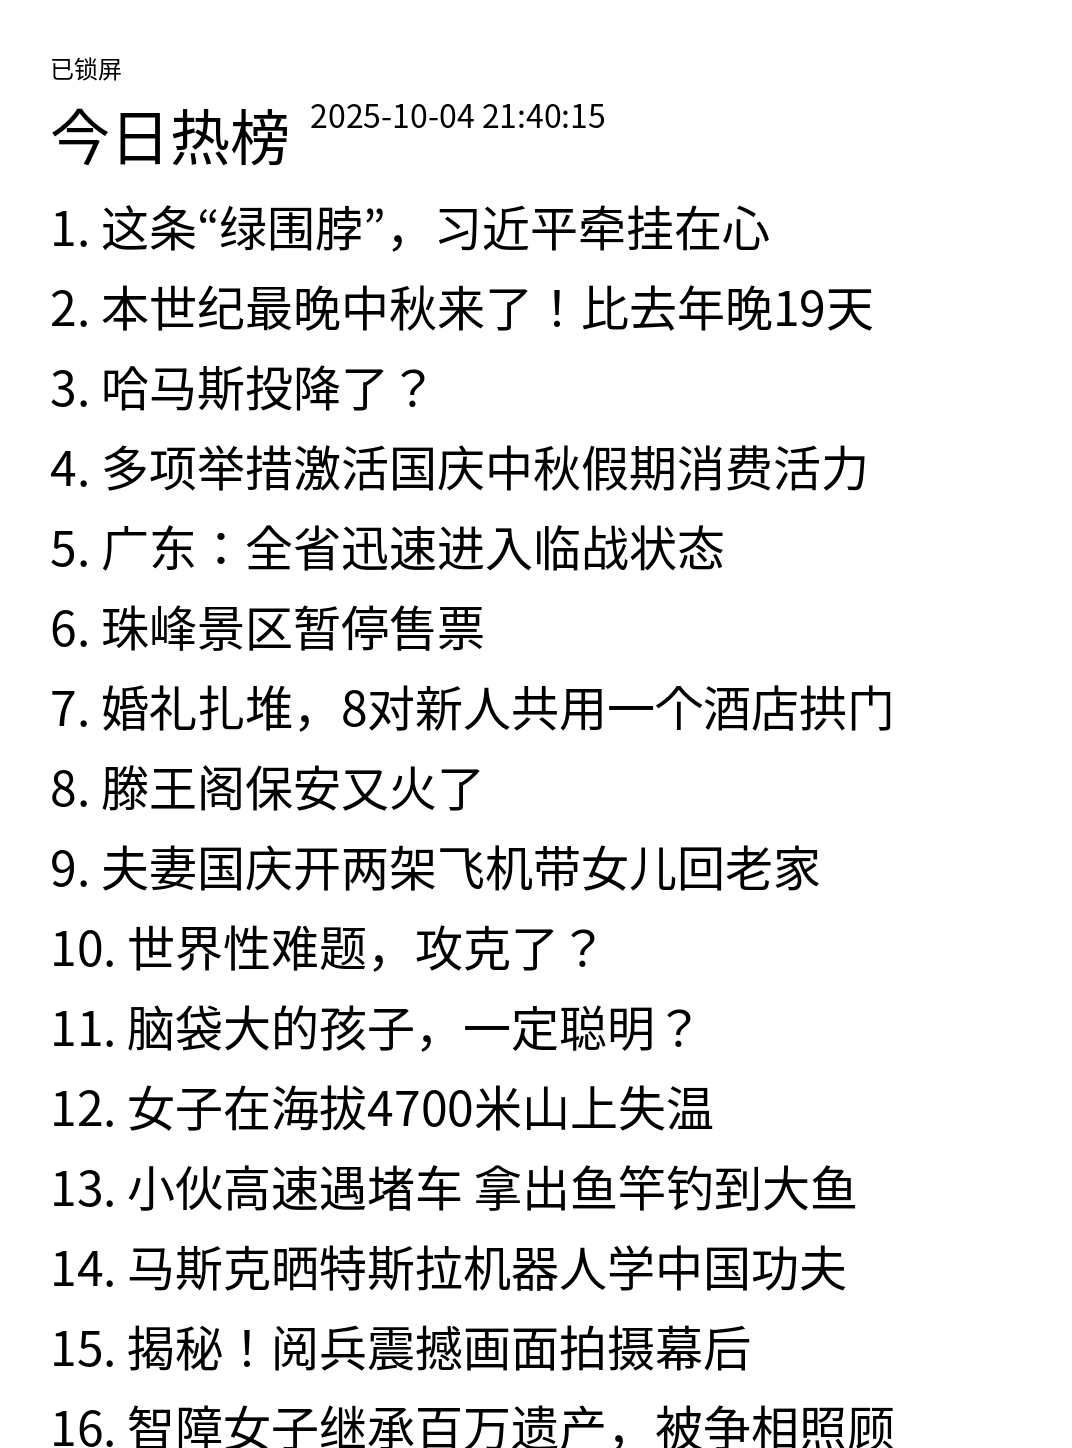 已锁屏
今日热榜 2025-10-04 21:40:15
1. 这条“绿围脖”，习近平牵挂在心
2. 本世纪最晚中秋来了！比去年晚19天
3. 哈马斯投降了？
4. 多项举措激活国庆中秋假期消费活力
5. 广东：全省迅速进入临战状态
6. 珠峰景区暂停售票
7. 婚礼扎堆，8对新人共用一个酒店拱门
8. 滕王阁保安又火了
9. 夫妻国庆开两架飞机带女儿回老家
10. 世界性难题，攻克了？
11. 脑袋大的孩子，一定聪明？
12. 女子在海拔4700米山上失温
13. 小伙高速遇堵车 拿出鱼竿钓到大鱼
14. 马斯克晒特斯拉机器人学中国功夫
15. 揭秘！阅兵震撼画面拍摄幕后
16. 智障女子继承百万遗产，被争相照顾